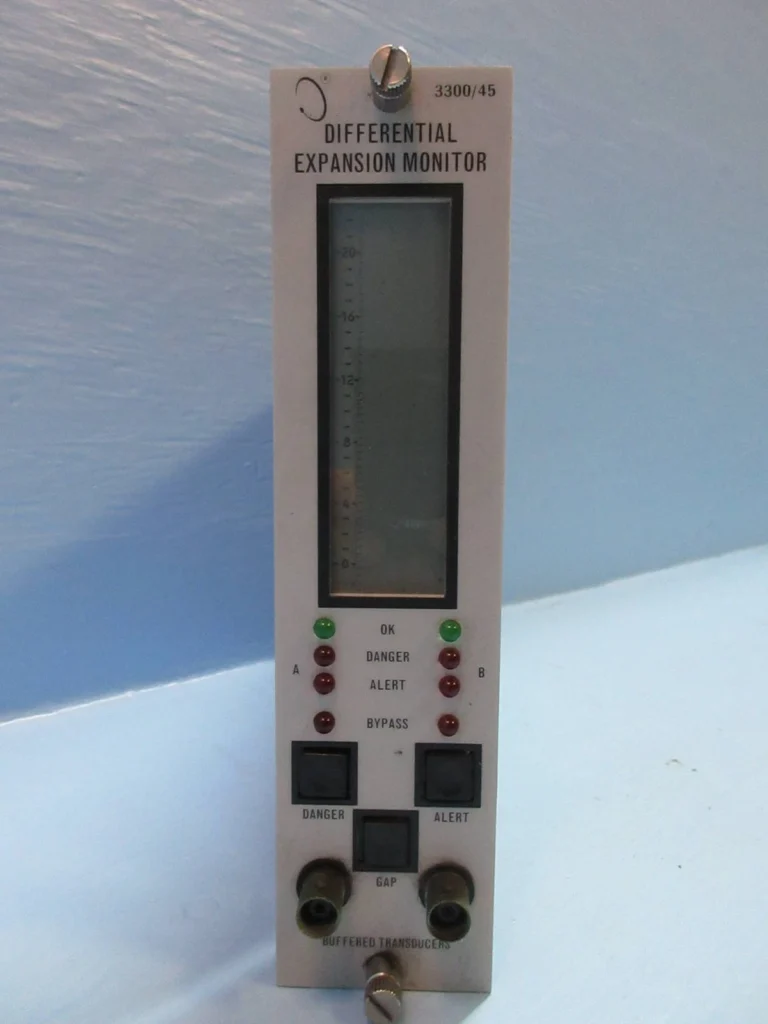 3300/45
DIFFERENTIAL
EXPANSION MONITOR
20
16
12
8
4
0
OK
DANGER
A B
ALERT
BYPASS
DANGER ALERT
GAP
BUFFERED TRANSDUCERS